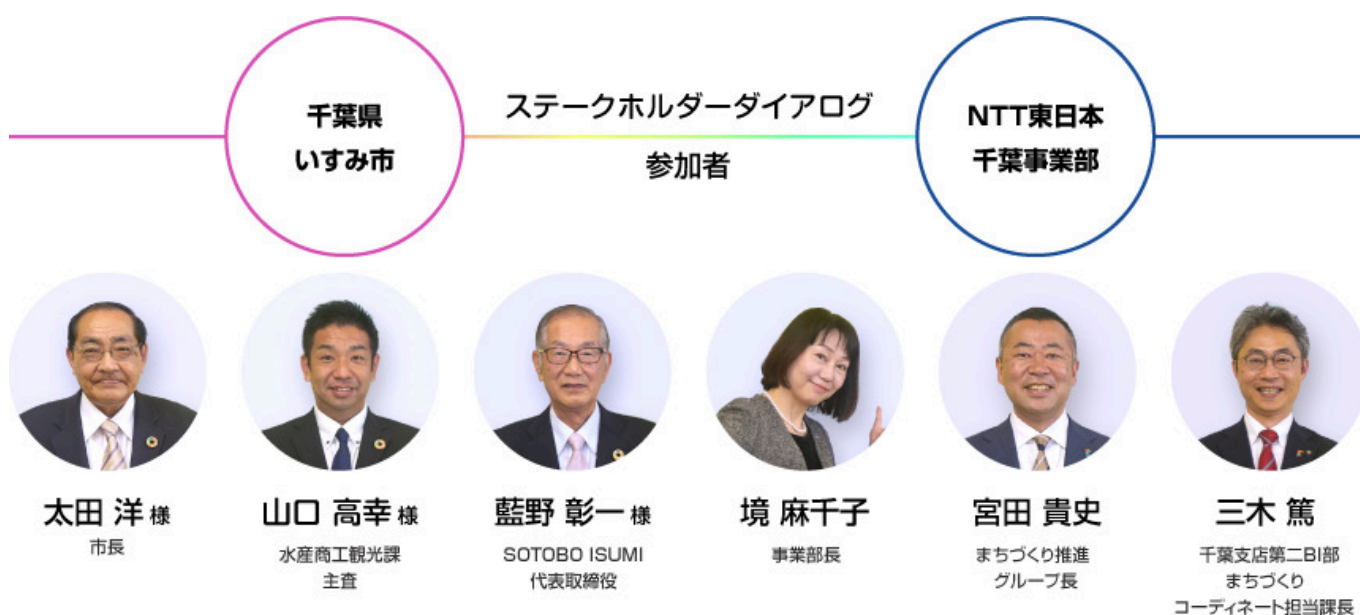 千葉県
いすみ市
ステークホルダーダイアログ
参加者
NTT東日本
千葉事業部
太田 洋 様
市長
山口 高幸 様
水産商工観光課
主査
藍野 彰一 様
SOTOBO ISUMI
代表取締役
境 麻千子
事業部長
宮田 貴史
まちづくり推進
グループ長
三木 篤
千葉支店第二BI部
まちづくり
コーディネート担当課長